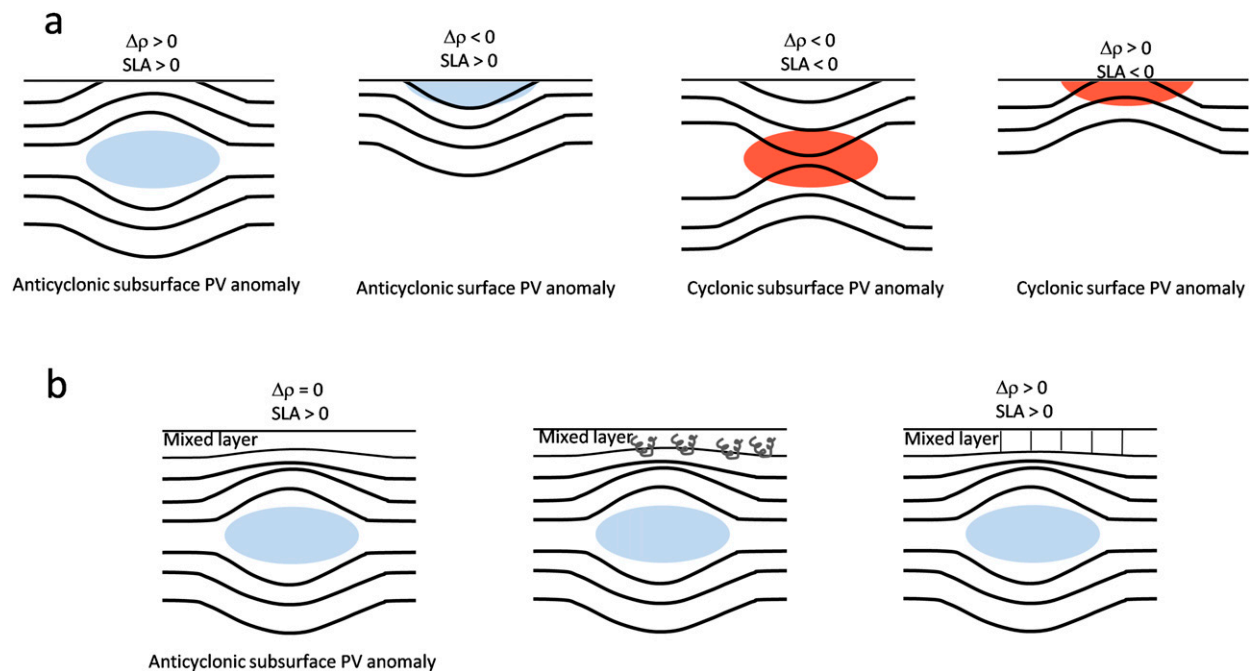 a
Δρ > 0
SLA > 0
Δρ < 0
SLA > 0
Δρ < 0
SLA < 0
Δρ > 0
SLA < 0
Anticyclonic subsurface PV anomaly
Anticyclonic surface PV anomaly
Cyclonic subsurface PV anomaly
Cyclonic surface PV anomaly
b
Δρ = 0
SLA > 0
Δρ > 0
SLA > 0
Mixed layer
Mixed layer
Mixed layer
Anticyclonic subsurface PV anomaly